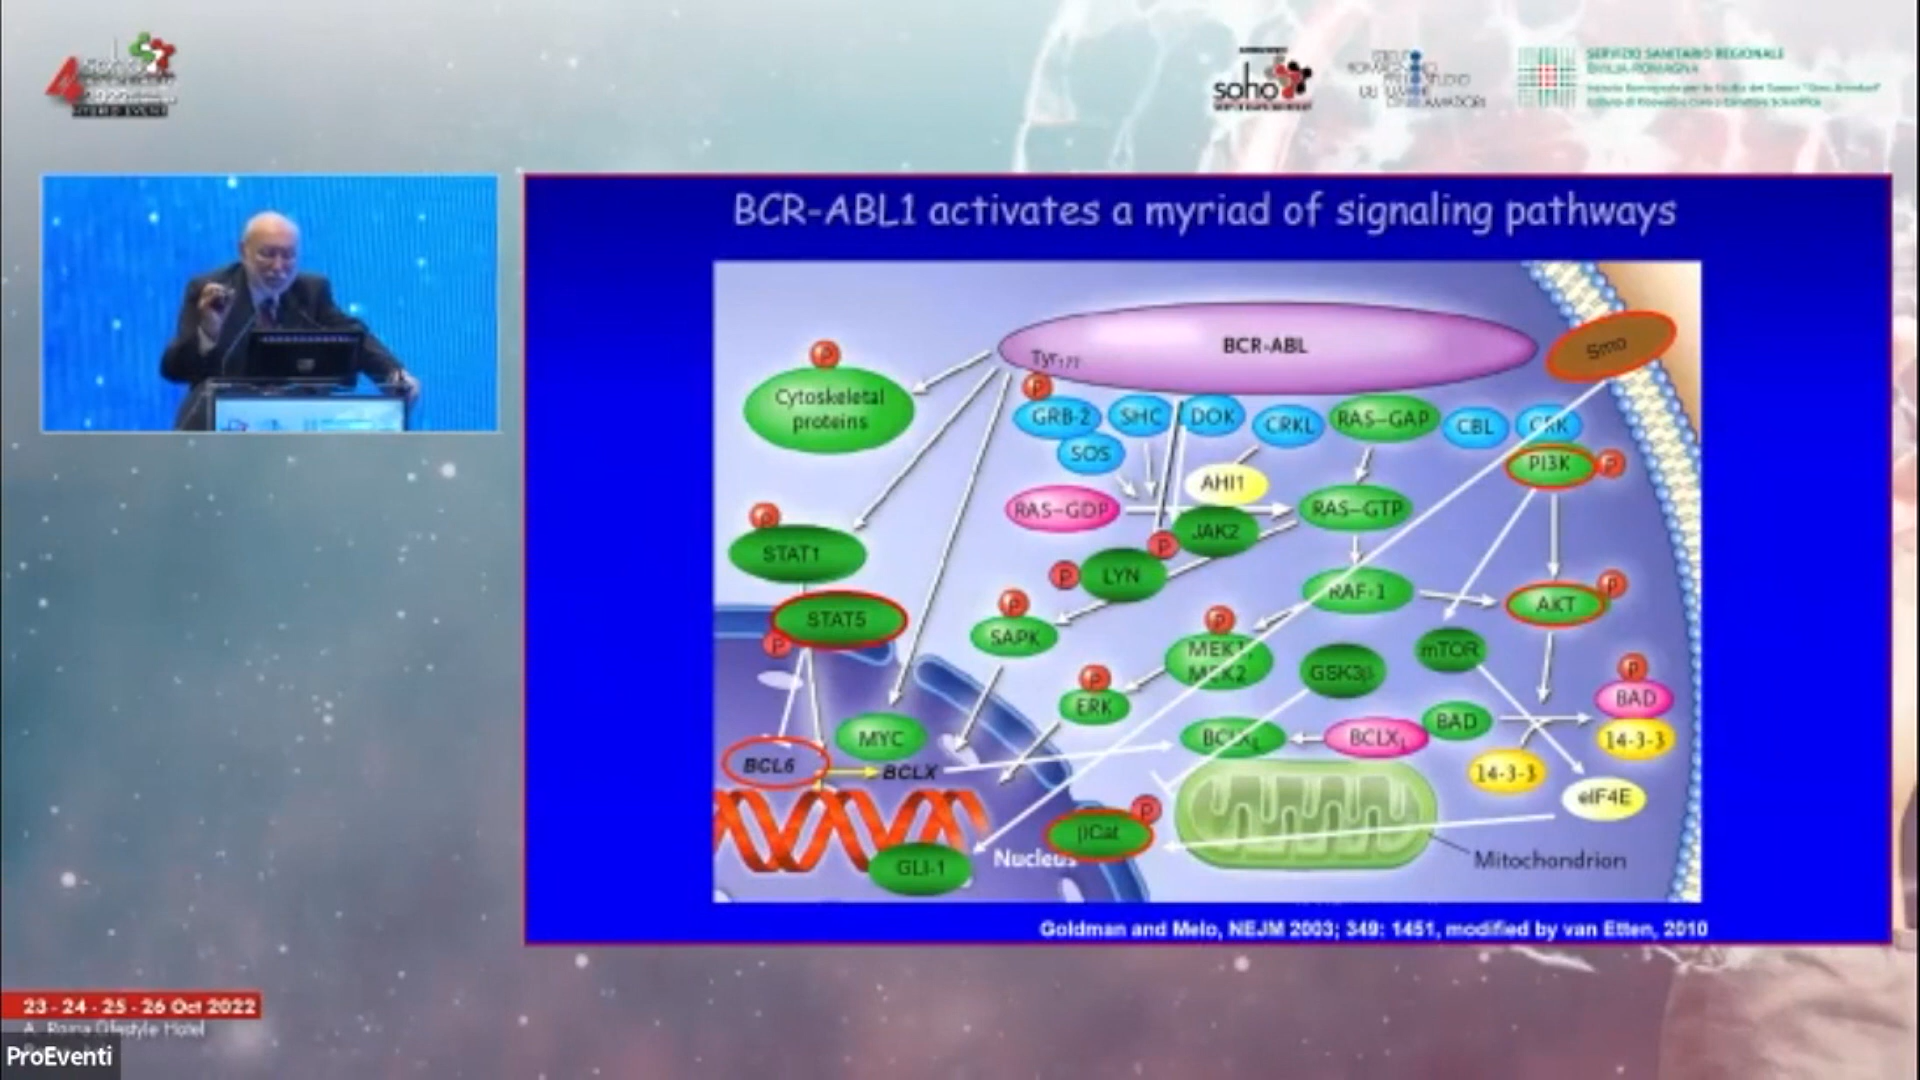 4
soho
SERVIZIO SANITARIO REGIONALE
EMILIA-ROMAGNA
BCR-ABL1 activates a myriad of signaling pathways
BCR-ABL
Smo
Tyr177
P
Cytoskeletal
proteins
P
GRB-2
SHC
DOK
CRKL
RAS–GAP
CBL
CRK
SOS
PI3K
P
AHI1
RAS–GDP
RAS–GTP
P
STAT1
JAK2
P
P
LYN
RAF-1
AKT
P
STAT5
P
P
SAPK
P
MEK1,
MEK2
GSK3β
mTOR
P
BAD
P
ERK
MYC
BCLXL
BCLXL
BAD
14-3-3
14-3-3
BCL6
BCLX
eIF4E
βCat
P
Nucleus
GLI-1
Mitochondrion
Goldman and Melo, NEJM 2003; 349: 1451, modified by van Etten, 2010
23 - 24 - 25 - 26 Oct 2022
ProEventi